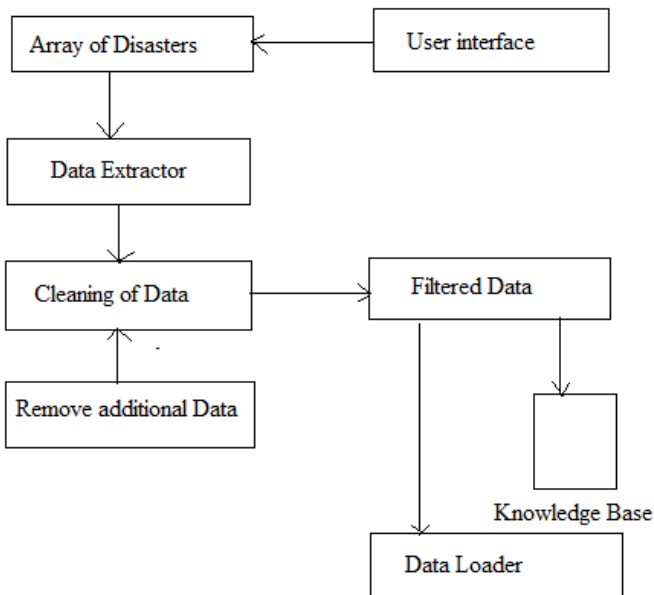 Array of Disasters
User interface
Data Extractor
Cleaning of Data
Filtered Data
Remove additional Data
Knowledge Base
Data Loader